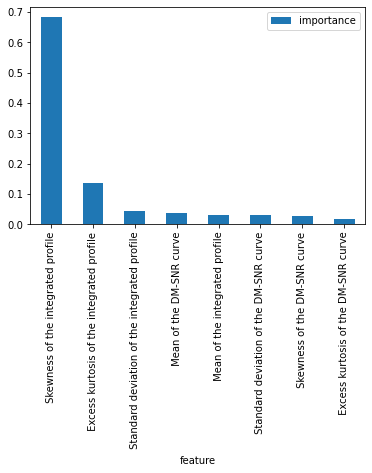 0.7
0.6
0.5
0.4
0.3
0.2
0.1
0.0
importance
Skewness of the integrated profile
Excess kurtosis of the integrated profile
Standard deviation of the integrated profile
Mean of the DM-SNR curve
Mean of the integrated profile
Standard deviation of the DM-SNR curve
Skewness of the DM-SNR curve
Excess kurtosis of the DM-SNR curve
feature